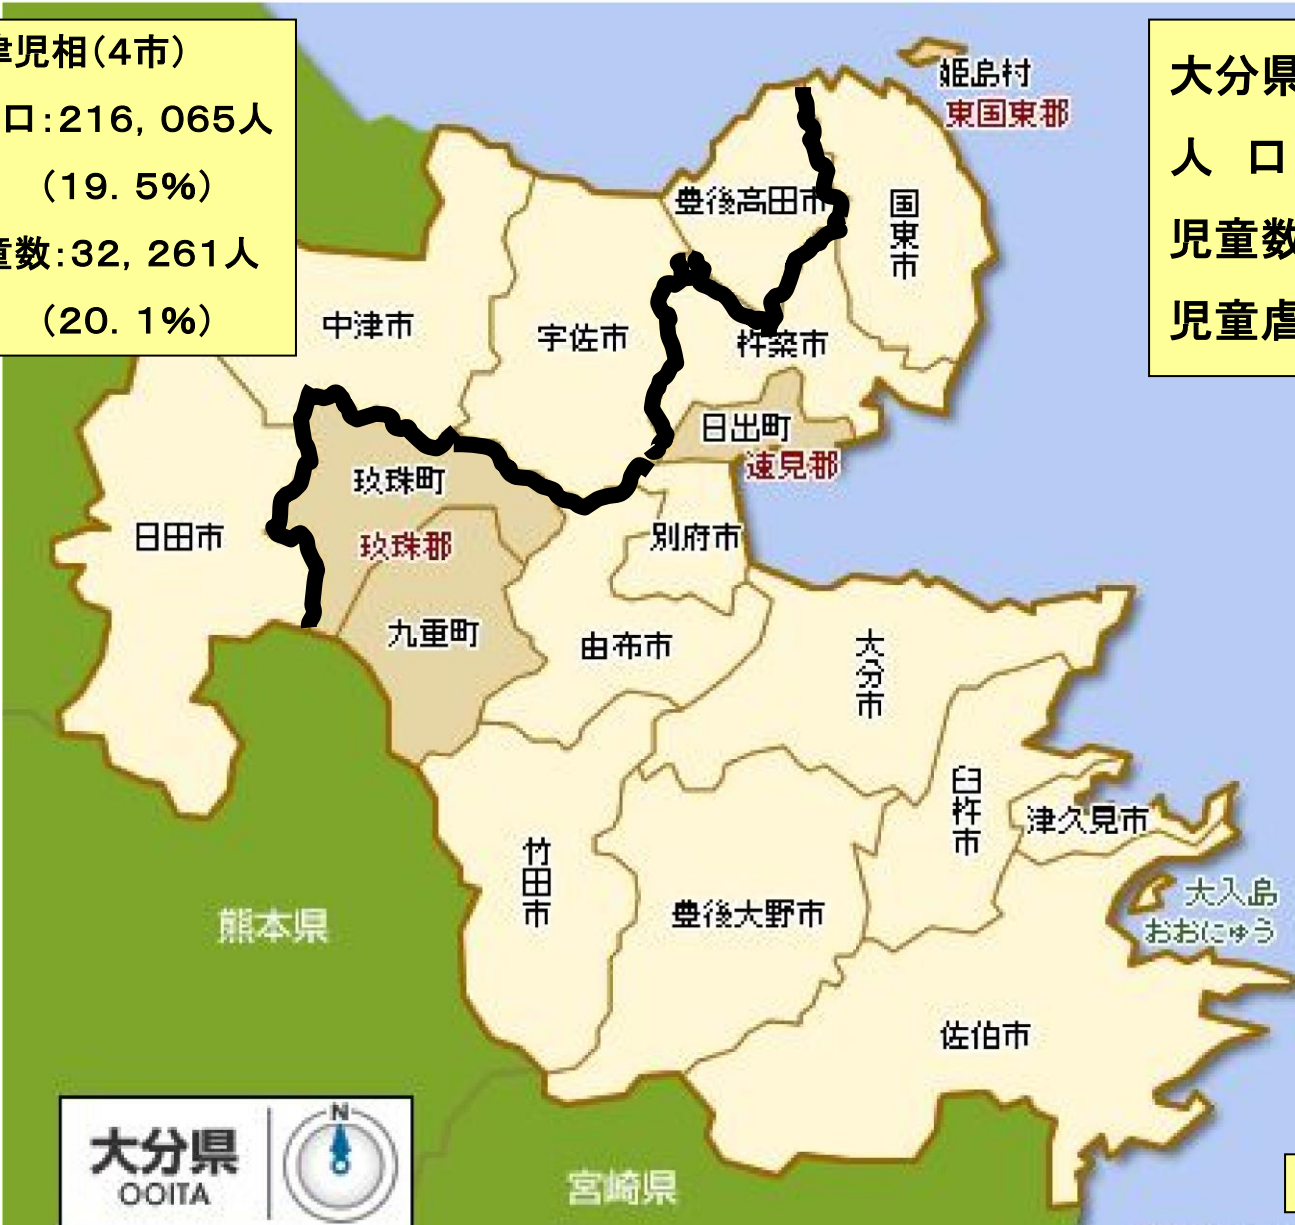 津児相（4市）
口：216，065人
（19．5％）
童数：32，261人
（20．1％）
大分県
人　口
児童数
児童虐
姫島村
東国東郡
豊後高田市
国東市
中津市
宇佐市
杵築市
日出町
速見郡
玖珠町
日田市
玖珠郡
別府市
九重町
由布市
大分市
臼杵市
津久見市
竹田市
豊後大野市
大入島
おおにゅう
熊本県
佐伯市
大分県
OOITA
N
宮崎県